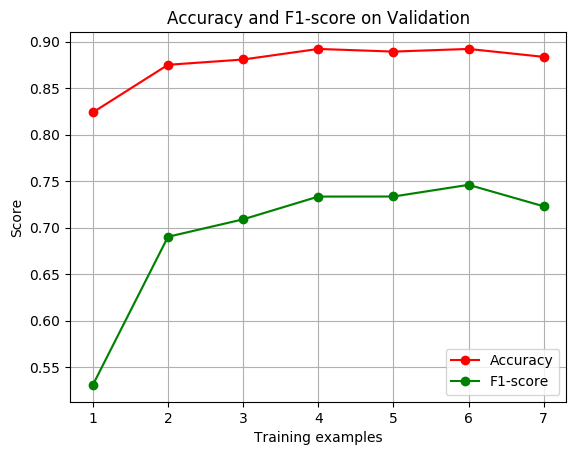 Accuracy and F1-score on Validation
0.90
0.85
0.80
0.75
0.70
0.65
0.60
0.55
Score
1 2 3 4 5 6 7
Training examples
Accuracy
F1-score